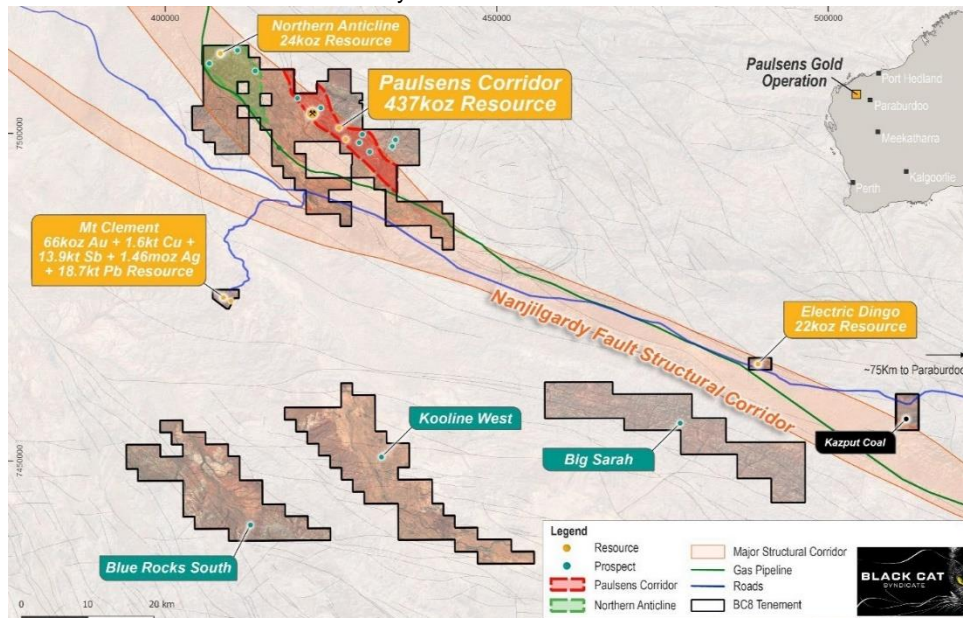 400000
450000
500000
Northern Anticline
24koz Resource
Paulsens Corridor
437koz Resource
Paulsens Gold
Operation
Port Hedland
Paraburdoo
Meekatharra
Kalgoorlie
Perth
7500000
Mt Clement
66koz Au + 1.6kt Cu +
13.9kt Sb + 1.46moz Ag
+ 18.7kt Pb Resource
Nanjilgardy Fault Structural Corridor
Electric Dingo
22koz Resource
~75Km to Paraburdoo
Kooline West
Big Sarah
Kazput Coal
7450000
Blue Rocks South
Legend
Resource
Prospect
Paulsens Corridor
Northern Anticline
Major Structural Corridor
Gas Pipeline
Roads
BC8 Tenement
BLACK CAT
SYNDICATE
0
10
20 km